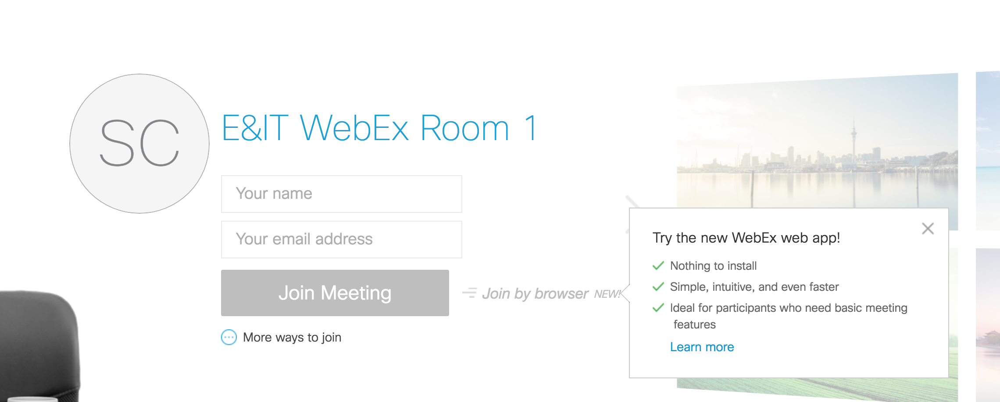 SC
E&IT WebEx Room 1
Your name
Your email address
Join Meeting
Join by browser NEW!
More ways to join
Try the new WebEx web app!
Nothing to install
Simple, intuitive, and even faster
Ideal for participants who need basic meeting
features
Learn more